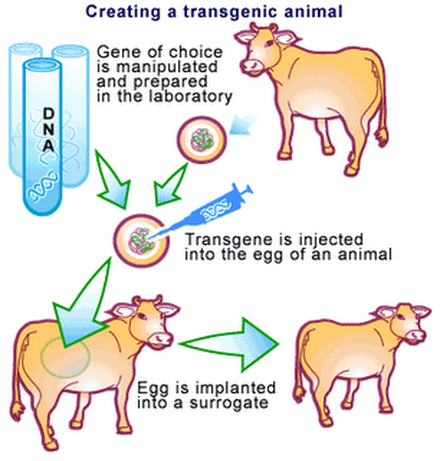 Creating a transgenic animal
Gene of choice
is manipulated
and prepared
in the laboratory
DNA
Transgene is injected
into the egg of an animal
Egg is implanted
into a surrogate